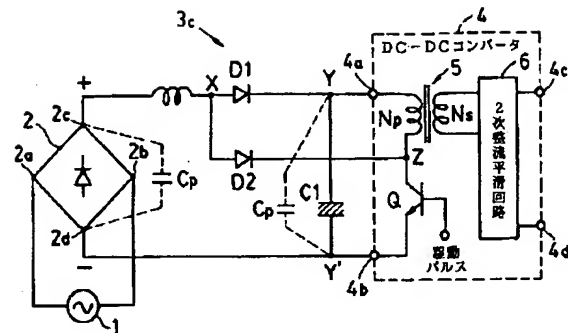 3c
4
DC-DCコンバータ
+
X
D1
Y
4a
5
6
4c
2
2c
Np
Ns
2次整流平滑回路
2a
2b
D2
Z
Cp
Cp
C1
Q
2d
-
Y'
4b
駆動
パルス
4d
1